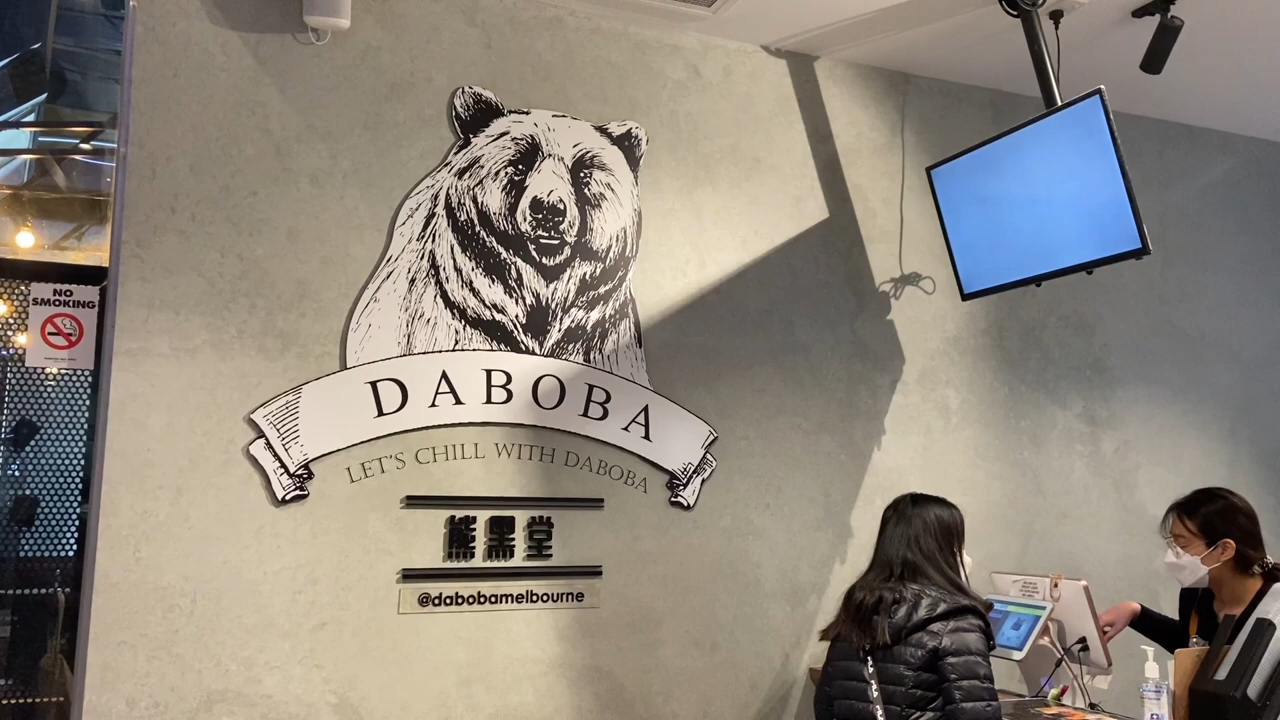 NO
SMOKING
DABOBA
LET'S CHILL WITH DABOBA
熊黑堂
@dabobamelbourne